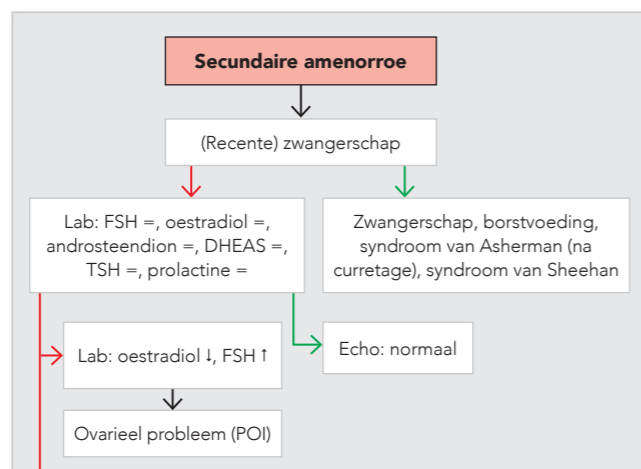 Secundaire amenorroe
(Recente) zwangerschap
Lab: FSH =, oestradiol =,
androsteendion =, DHEAS =,
TSH =, prolactine =
Zwangerschap, borstvoeding,
syndroom van Asherman (na
curretage), syndroom van Sheehan
Lab: oestradiol ↓, FSH ↑
Echo: normaal
Ovarieel probleem (POI)